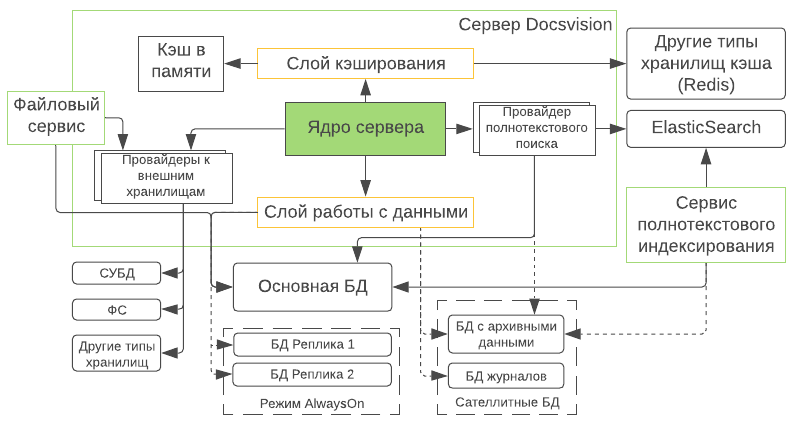 Сервер Docsvision
Кэш в
памяти
Слой кэширования
Другие типы
хранилищ кэша
(Redis)
Файловый
сервис
Ядро сервера
Провайдер
полнотекстового
поиска
ElasticSearch
Провайдеры к
внешним
хранилищам
Слой работы с данными
Сервис
полнотекстового
индексирования
СУБД
ФС
Другие типы
хранилищ
Основная БД
БД Реплика 1
БД Реплика 2
Режим AlwaysOn
БД с архивными
данными
БД журналов
Сателлитные БД